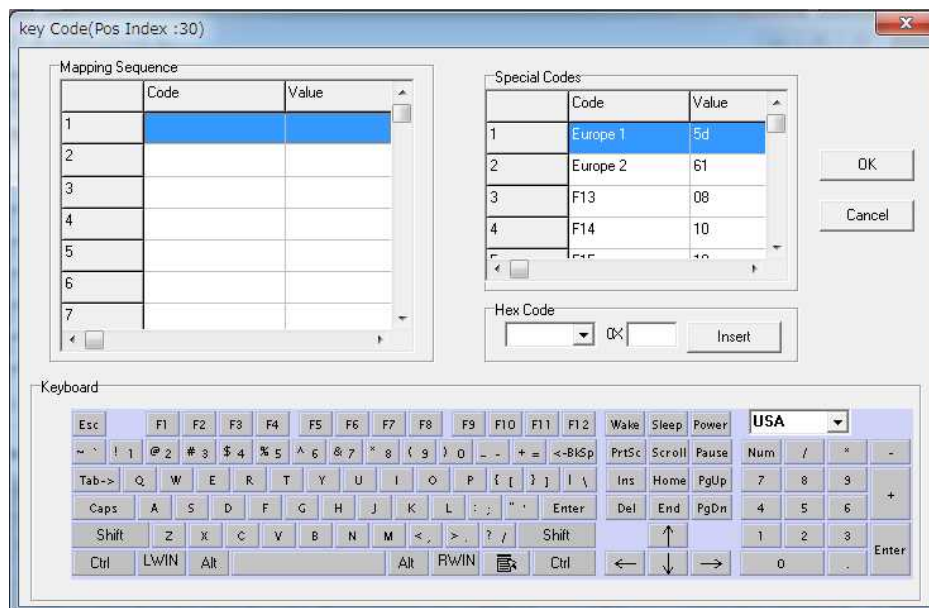 key Code(Pos Index :30)
Mapping Sequence
Code Value
1
2
3
4
5
6
7
Special Codes
Code Value
1 Europe 1 5d
2 Europe 2 61
3 F13 08
4 F14 10
OK
Cancel
Hex Code
0X
Insert
Keyboard
Esc F1 F2 F3 F4 F5 F6 F7 F8 F9 F10 F11 F12 Wake Sleep Power USA
~ ` ! 1 @ 2 # 3 $ 4 % 5 ^ 6 & 7 * 8 ( 9 ) 0 _ - + = <-BkSp PrtSc Scroll Pause Num / * -
Tab-> Q W E R T Y U I O P { [ } ] | \ Ins Home PgUp 7 8 9 +
Caps A S D F G H J K L : ; " ' Enter Del End PgDn 4 5 6
Shift Z X C V B N M < , > . ? / Shift ↑ 1 2 3 Enter
Ctrl LWIN Alt Alt RWIN Ctrl ← ↓ → 0 .